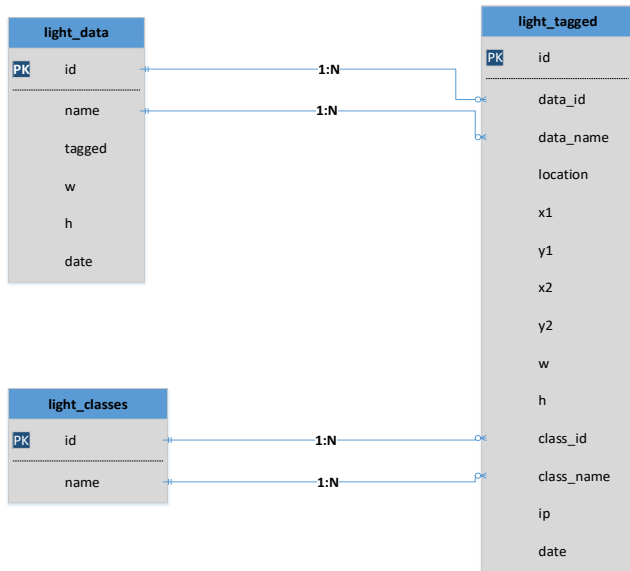 light_data
PK id
name
tagged
w
h
date
1:N
1:N
light_classes
PK id
name
1:N
1:N
light_tagged
PK id
data_id
data_name
location
x1
y1
x2
y2
w
h
class_id
class_name
ip
date